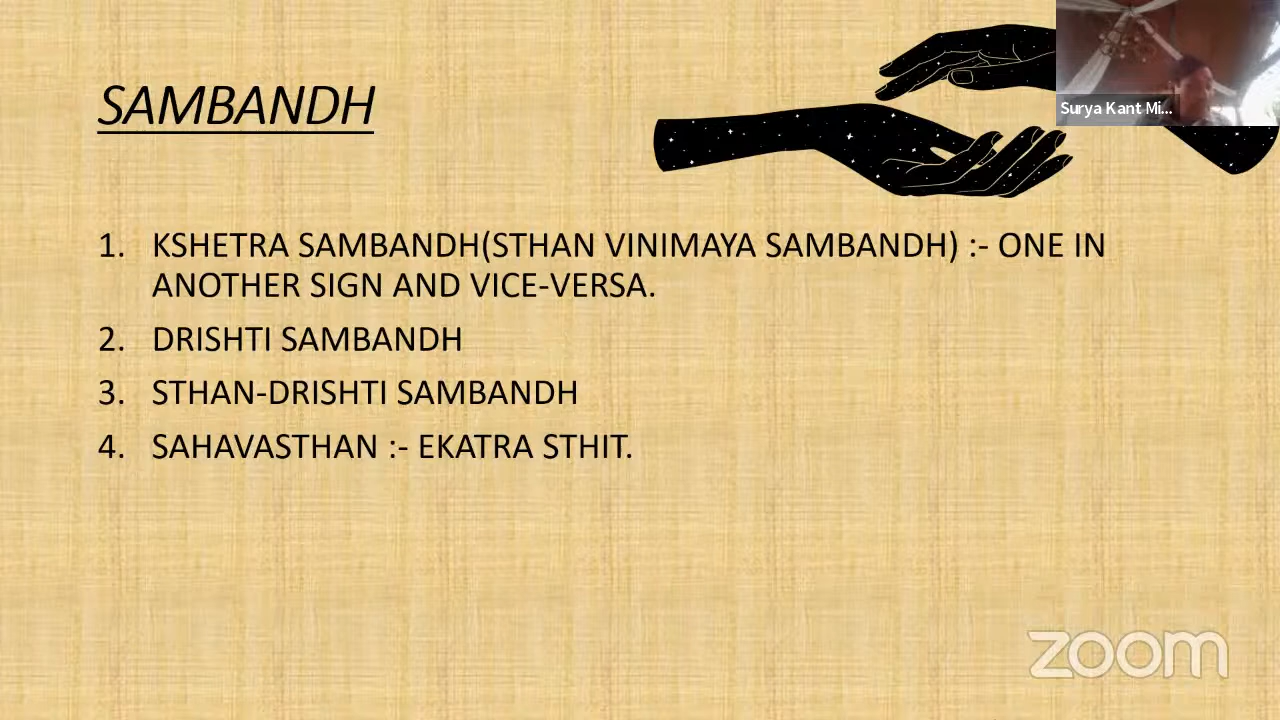 Surya Kant Mi...
SAMBANDH
1. KSHETRA SAMBANDH(STHAN VINIMAYA SAMBANDH) :- ONE IN
ANOTHER SIGN AND VICE-VERSA.
2. DRISHTI SAMBANDH
3. STHAN-DRISHTI SAMBANDH
4. SAHAVASTHAN :- EKATRA STHIT.
zoom